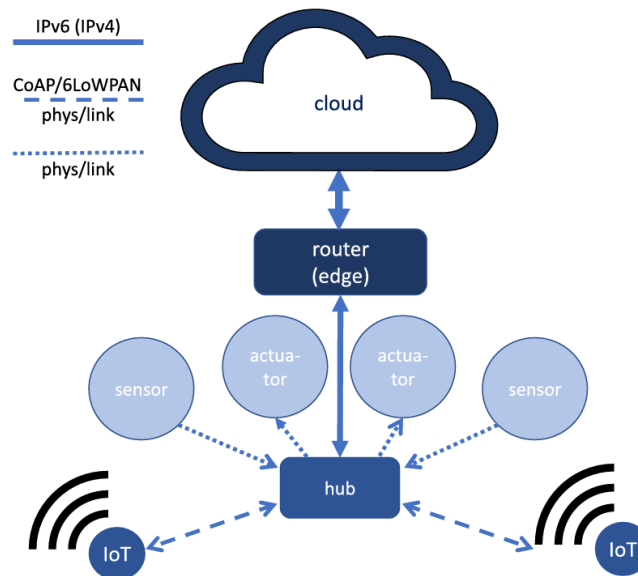 IPv6 (IPv4)
CoAP/6LoWPAN
phys/link
phys/link
cloud
router
(edge)
sensor
actua-
tor
actua-
tor
sensor
hub
IoT
IoT